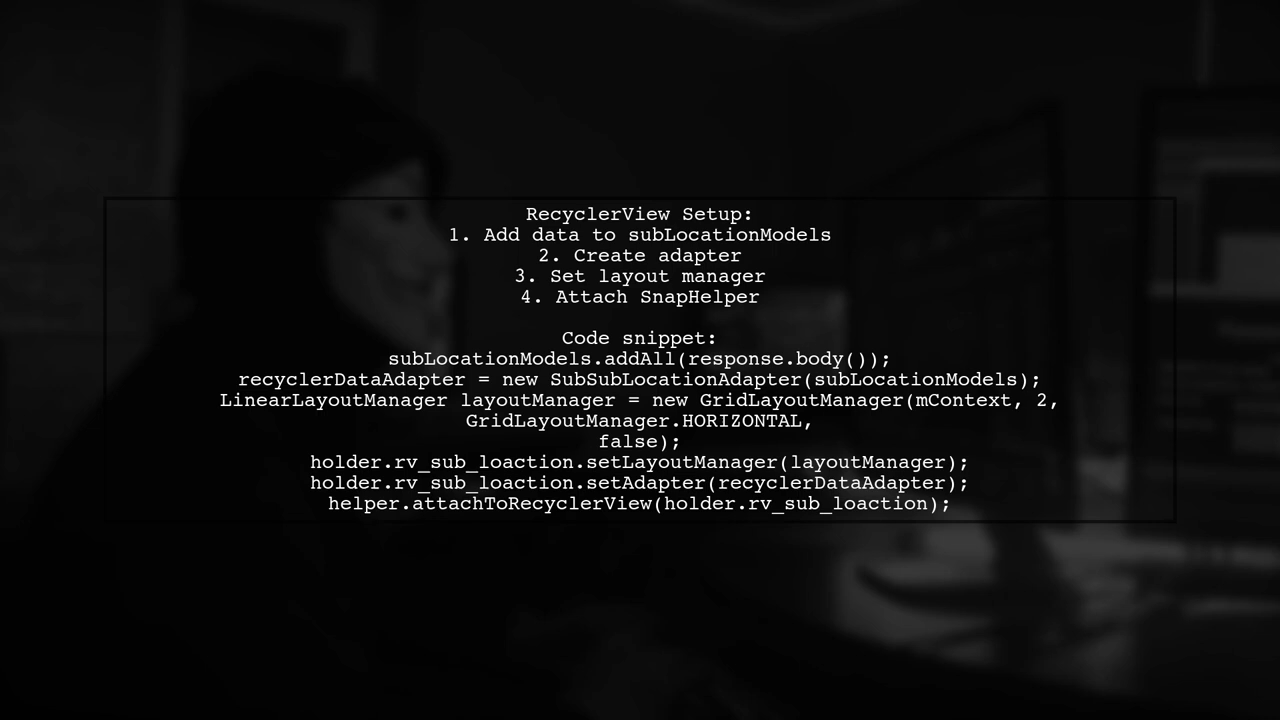 RecyclerView Setup:
1. Add data to subLocationModels
2. Create adapter
3. Set layout manager
4. Attach SnapHelper
Code snippet:
subLocationModels.addAll(response.body());
recyclerDataAdapter = new SubSubLocationAdapter(subLocationModels);
LinearLayoutManager layoutManager = new GridLayoutManager(mContext, 2,
GridLayoutManager.HORIZONTAL,
false);
holder.rv_sub_loaction.setLayoutManager(layoutManager);
holder.rv_sub_loaction.setAdapter(recyclerDataAdapter);
helper.attachToRecyclerView(holder.rv_sub_loaction);